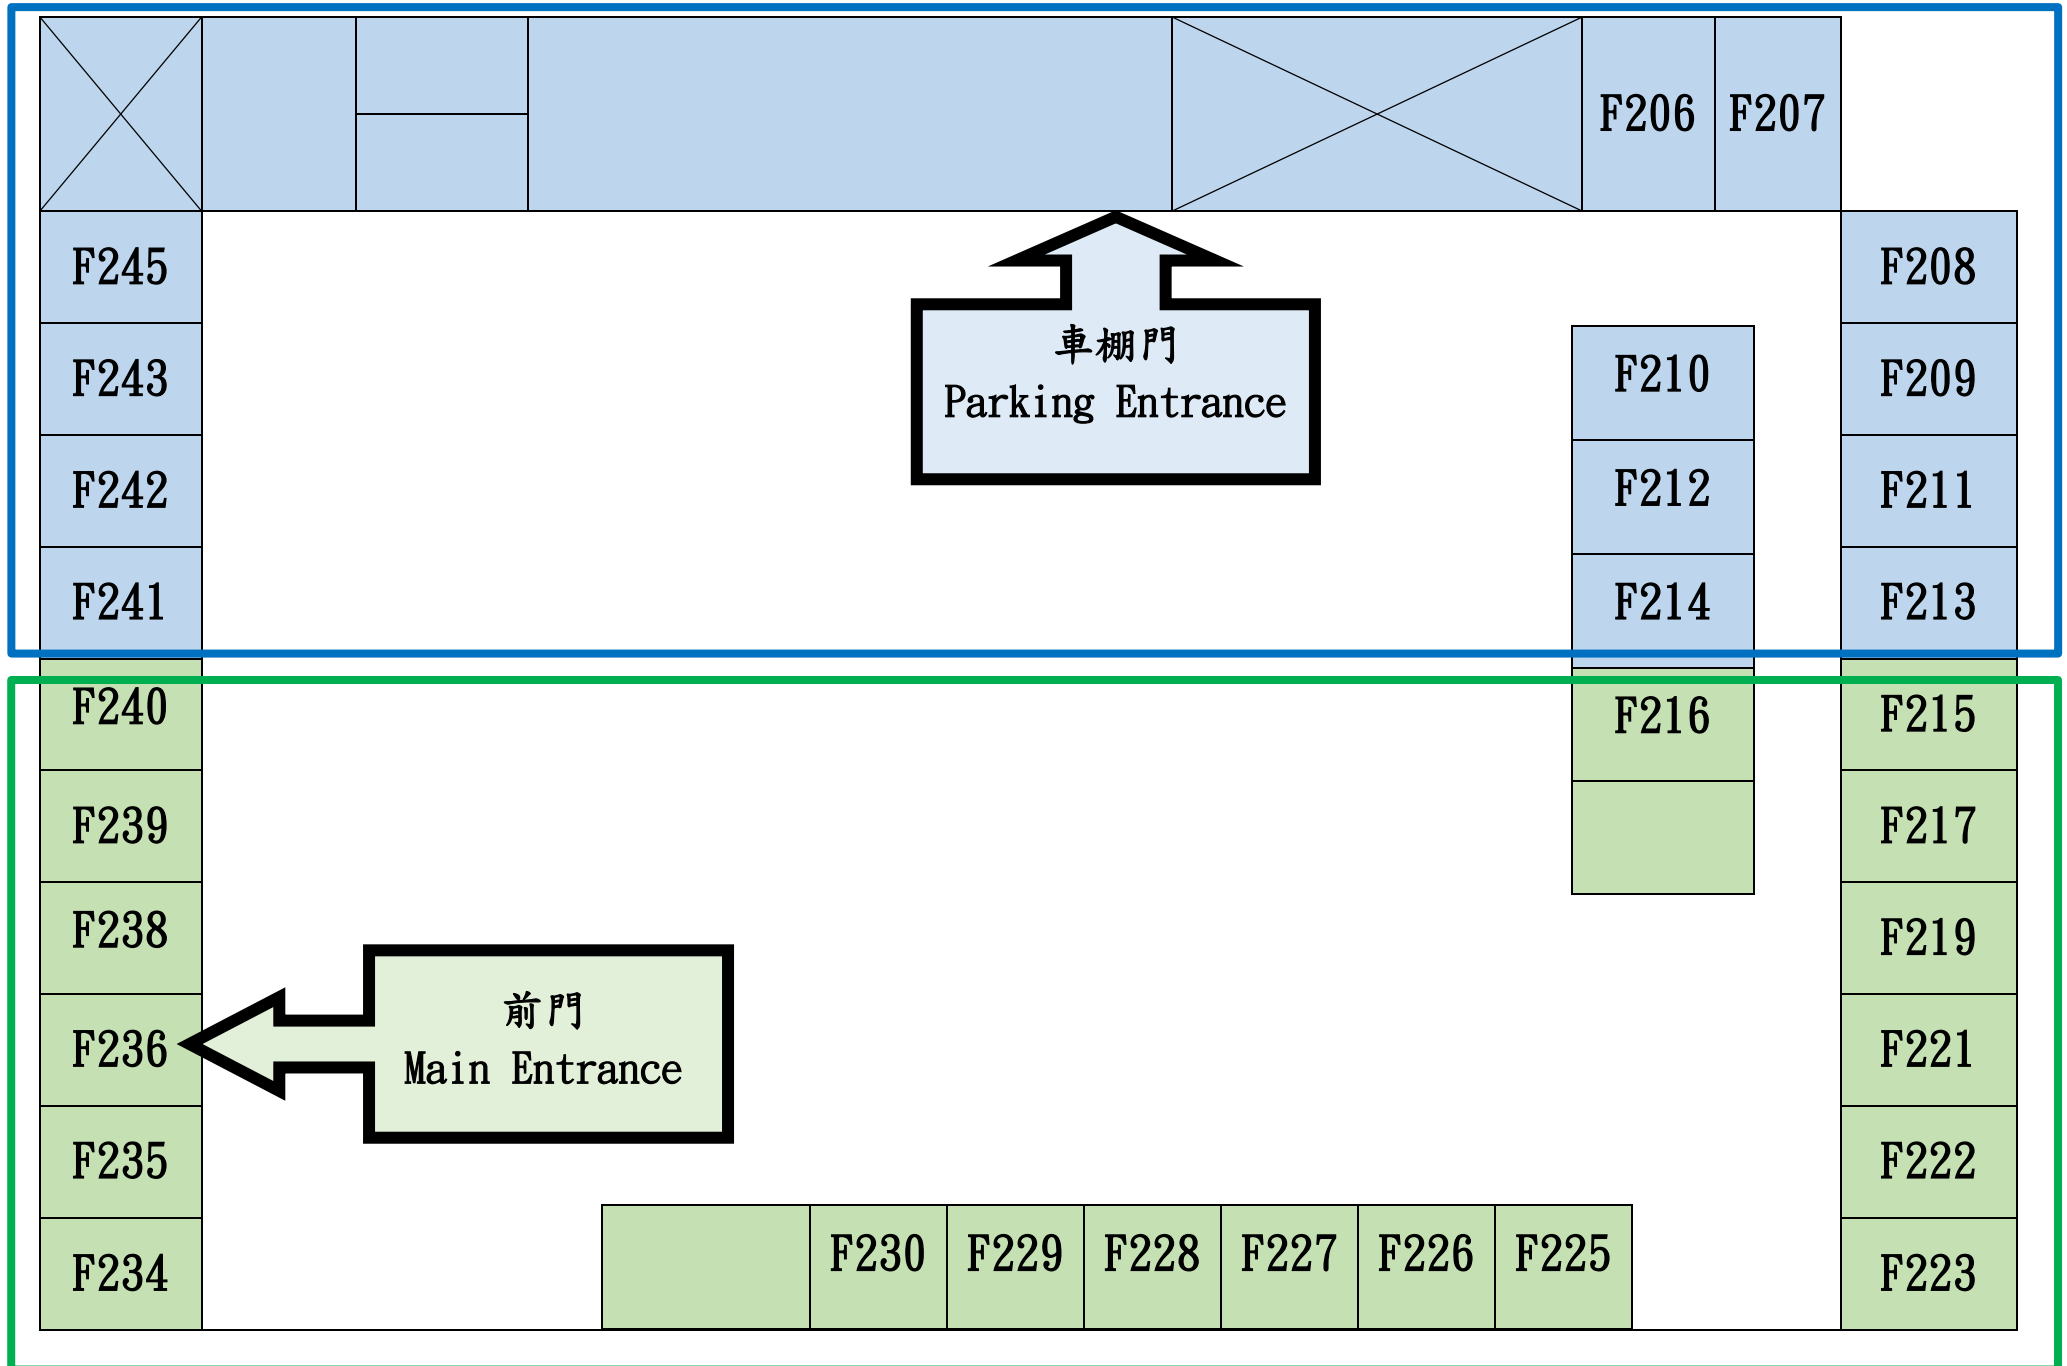 F206 F207
F245
F208
F243
F209
車棚門
Parking Entrance
F210
F242
F211
F212
F241
F213
F214
F240
F215
F216
F239
F217
F238
F219
前門
Main Entrance
F236
F221
F235
F222
F234
F230 F229 F228 F227 F226 F225
F223